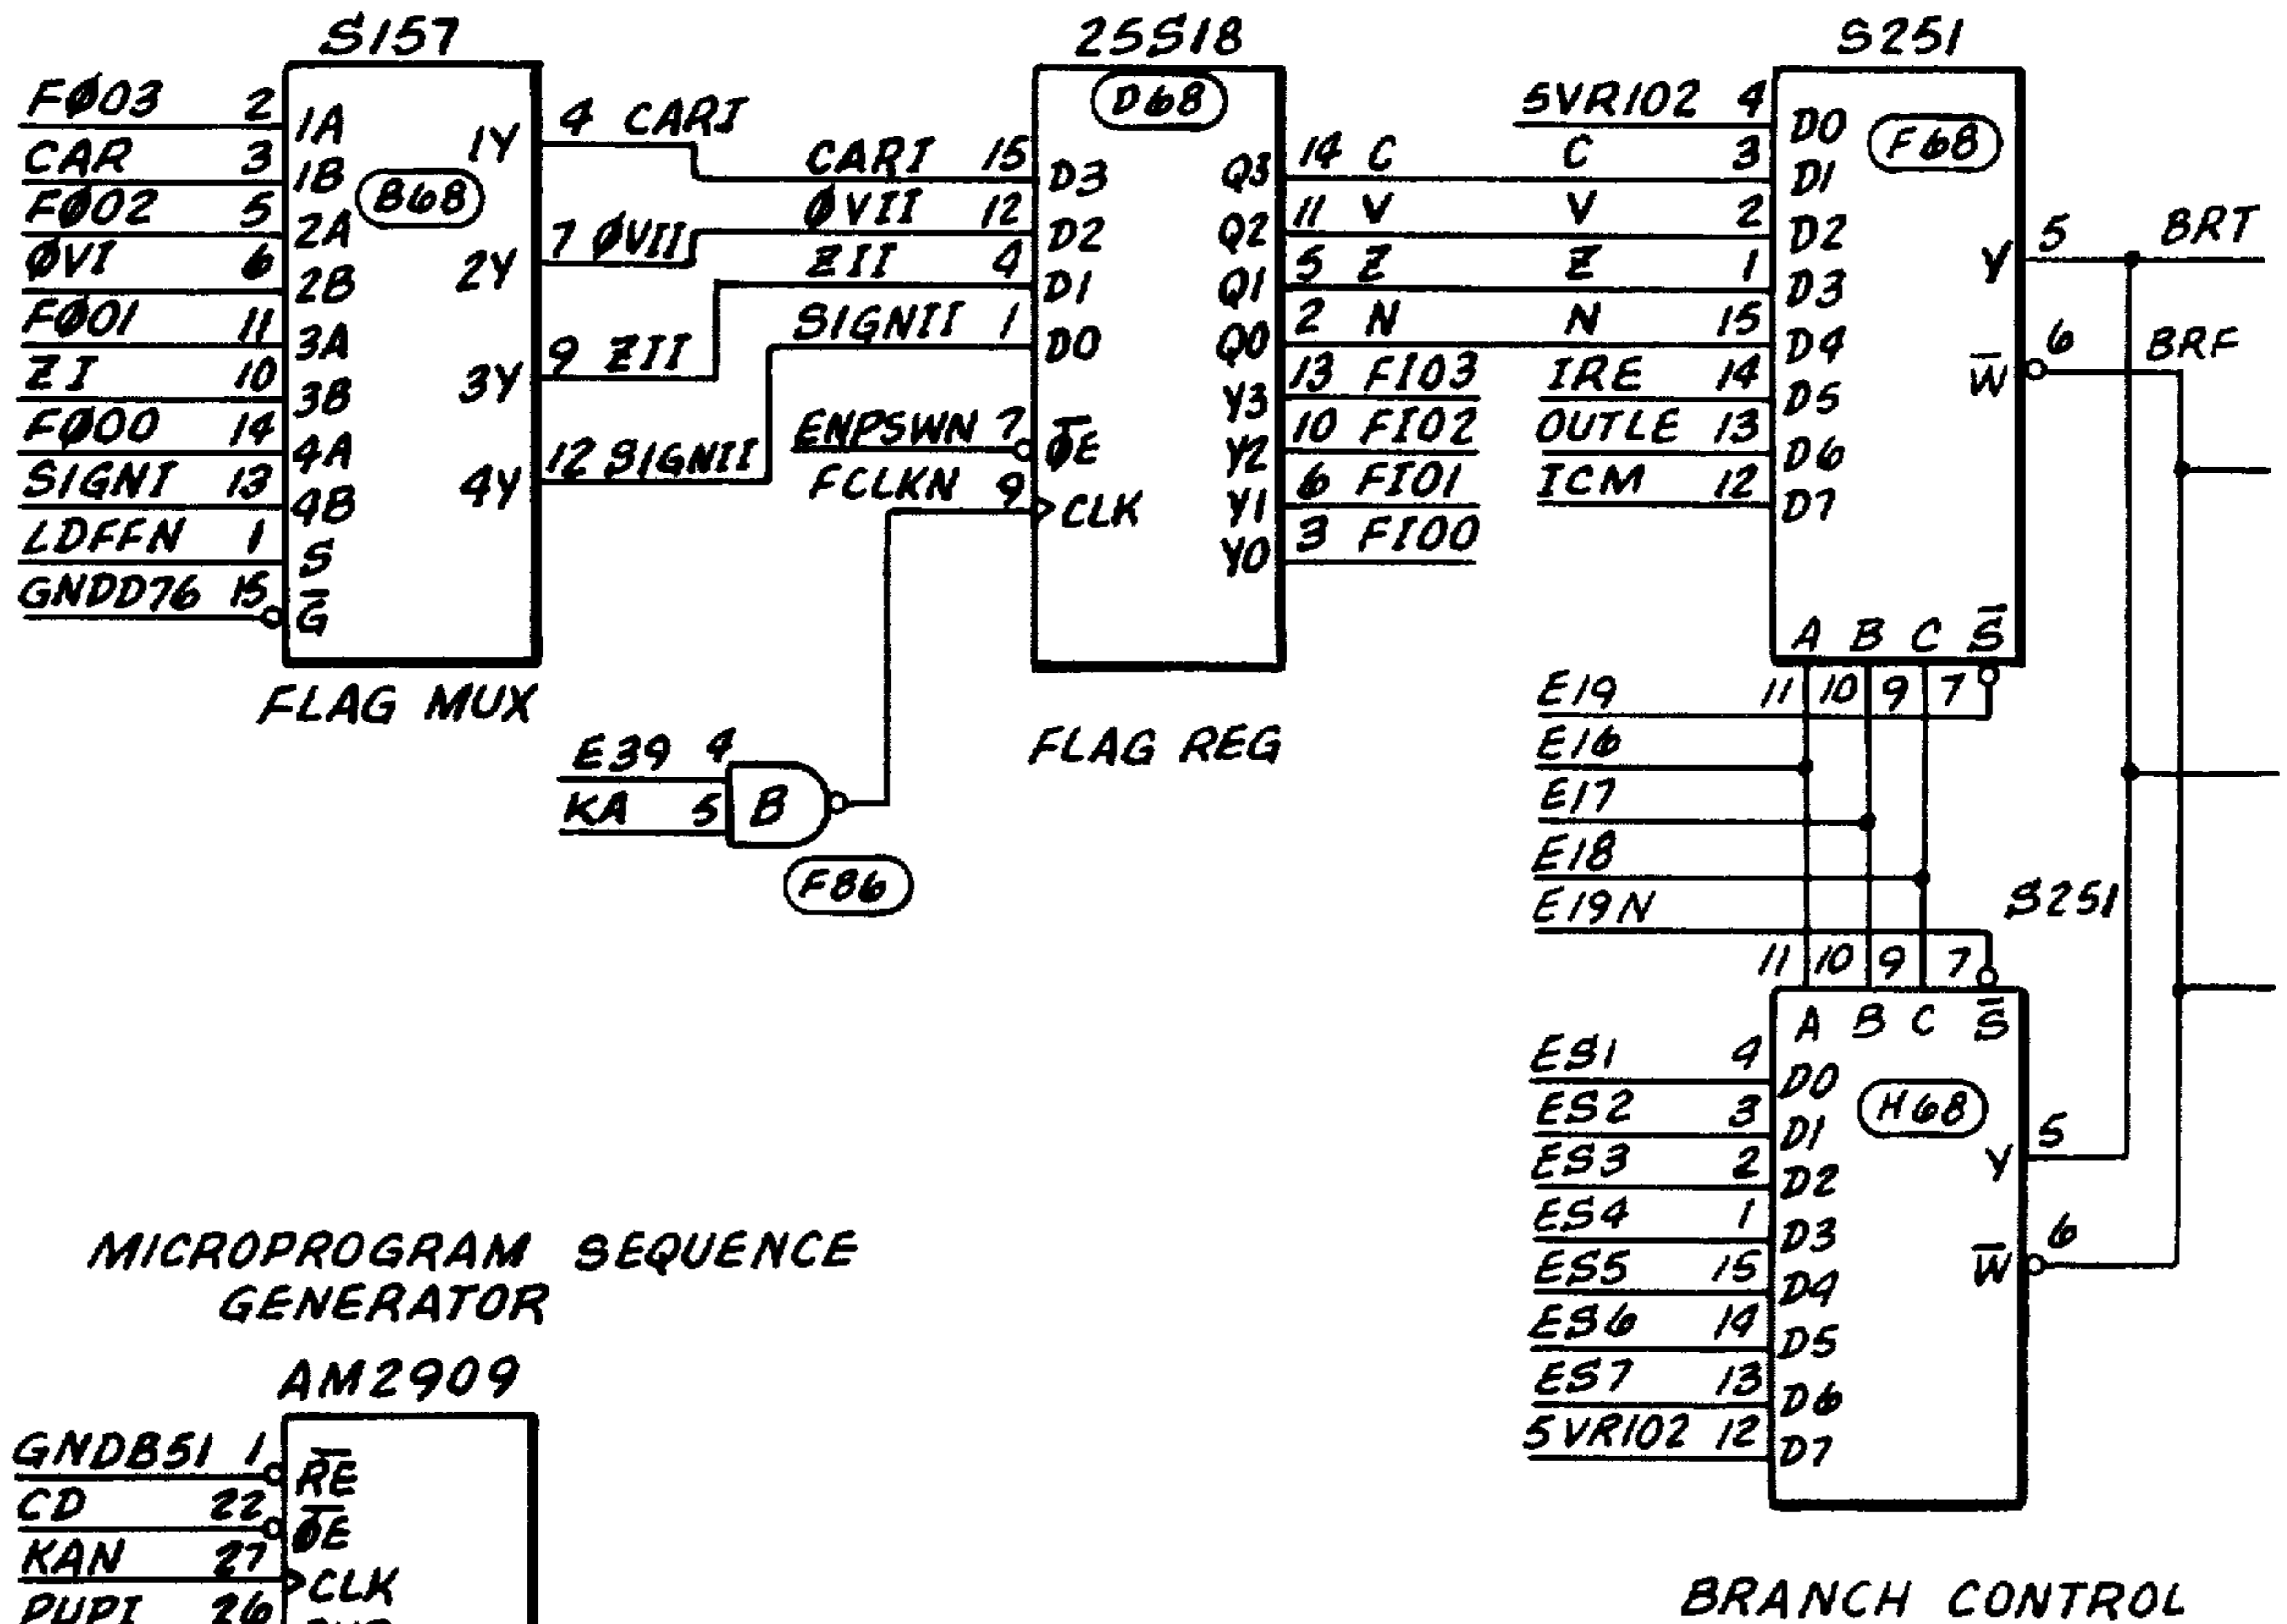 S157
FØ03 2 1A
CAR 3 1B
FØ02 5 2A
ØVI 6 2B
FØ01 11 3A
ZI 10 3B
FØ00 14 4A
SIGNI 13 4B
LDFFN 1 S
GNDD76 15 G̅
B68
1Y 4 CARI
2Y 7 ØVII
3Y 9 ZII
4Y 12 SIGNII
FLAG MUX
25S18
D68
CARI 15 D3
ØVII 12 D2
ZII 4 D1
SIGNII 1 D0
ENPSWN 7 Ø̅E̅
FCLKN 9 CLK
Q3 14 C
Q2 11 V
Q1 5 Z
Q0 2 N
Y3 13 FI03
Y2 10 FI02
Y1 6 FI01
Y0 3 FI00
FLAG REG
E39 4
KA 5
B
F86
S251
F68
5VR102 4 D0
C 3 D1
V 2 D2
Z 1 D3
N 15 D4
IRE 14 D5
OUTLE 13 D6
ICM 12 D7
Y 5 BRT
W̅ 6 BRF
A B C S̅
11 10 9 7
E19
E16
E17
E18
E19N
S251
11 10 9 7
A B C S̅
H68
ES1 4 D0
ES2 3 D1
ES3 2 D2
ES4 1 D3
ES5 15 D4
ES6 14 D5
ES7 13 D6
5VR102 12 D7
Y 5
W̅ 6
BRANCH CONTROL
MICROPROGRAM SEQUENCE
GENERATOR
AM2909
GNDB51 1 R̅E̅
CD 22 Ø̅E̅
KAN 27 CLK
PUPI 26